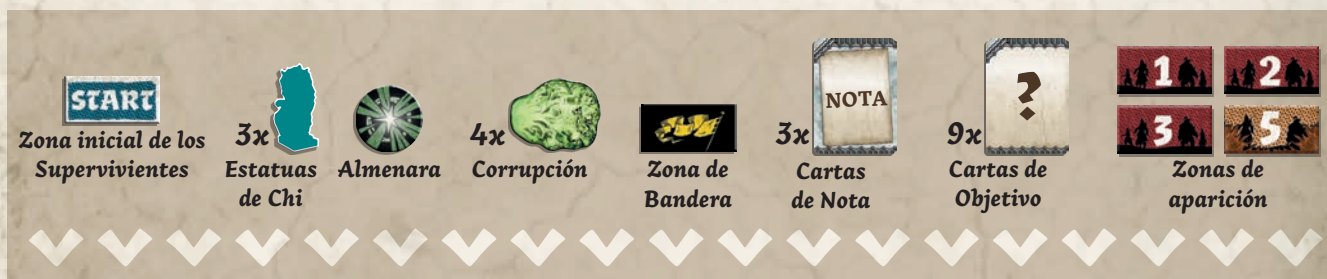 START
Zona inicial de los
Supervivientes
3x
Estatuas
de Chi
Almenara
4x
Corrupción
Zona de
Bandera
3x
NOTA
Cartas
de Nota
9x
?
Cartas de
Objetivo
1
2
3
5
Zonas de
aparición